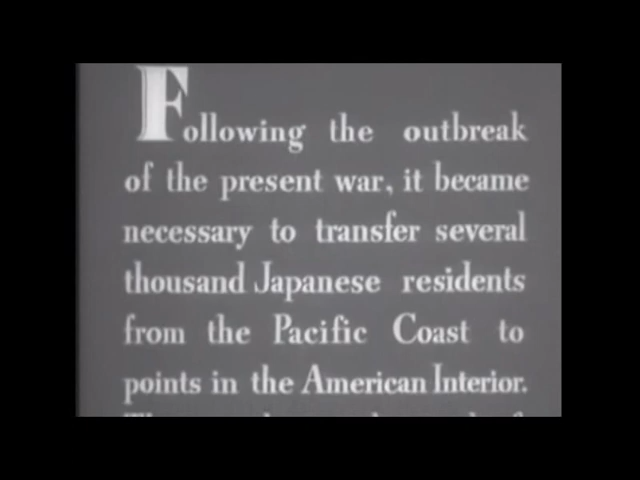 Following the outbreak
of the present war, it became
necessary to transfer several
thousand Japanese residents
from the Pacific Coast to
points in the American Interior.